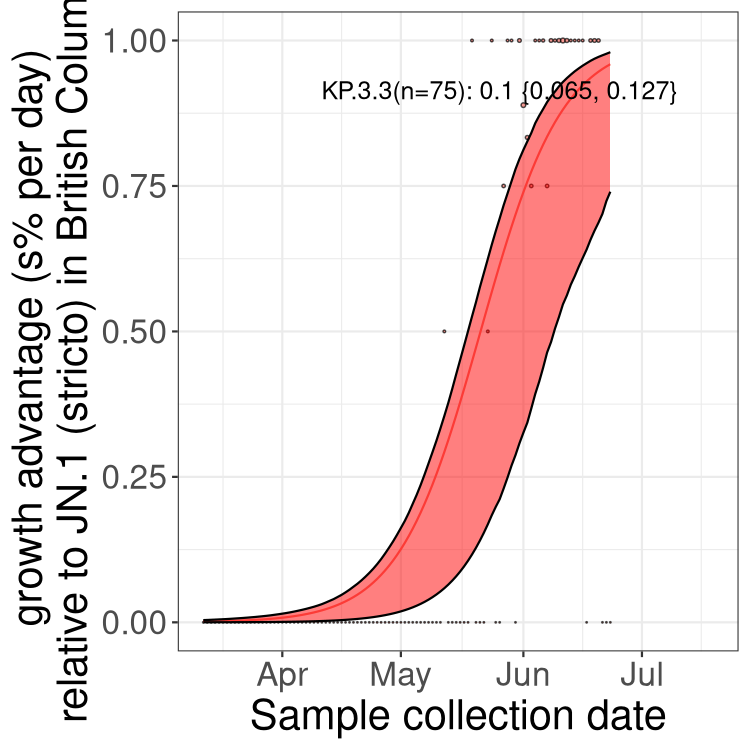 growth advantage (s% per day)
relative to JN.1 (stricto) in British Colum
1.00
0.75
0.50
0.25
0.00
KP.3.3(n=75): 0.1 {0.065, 0.127}
Apr May Jun Jul
Sample collection date